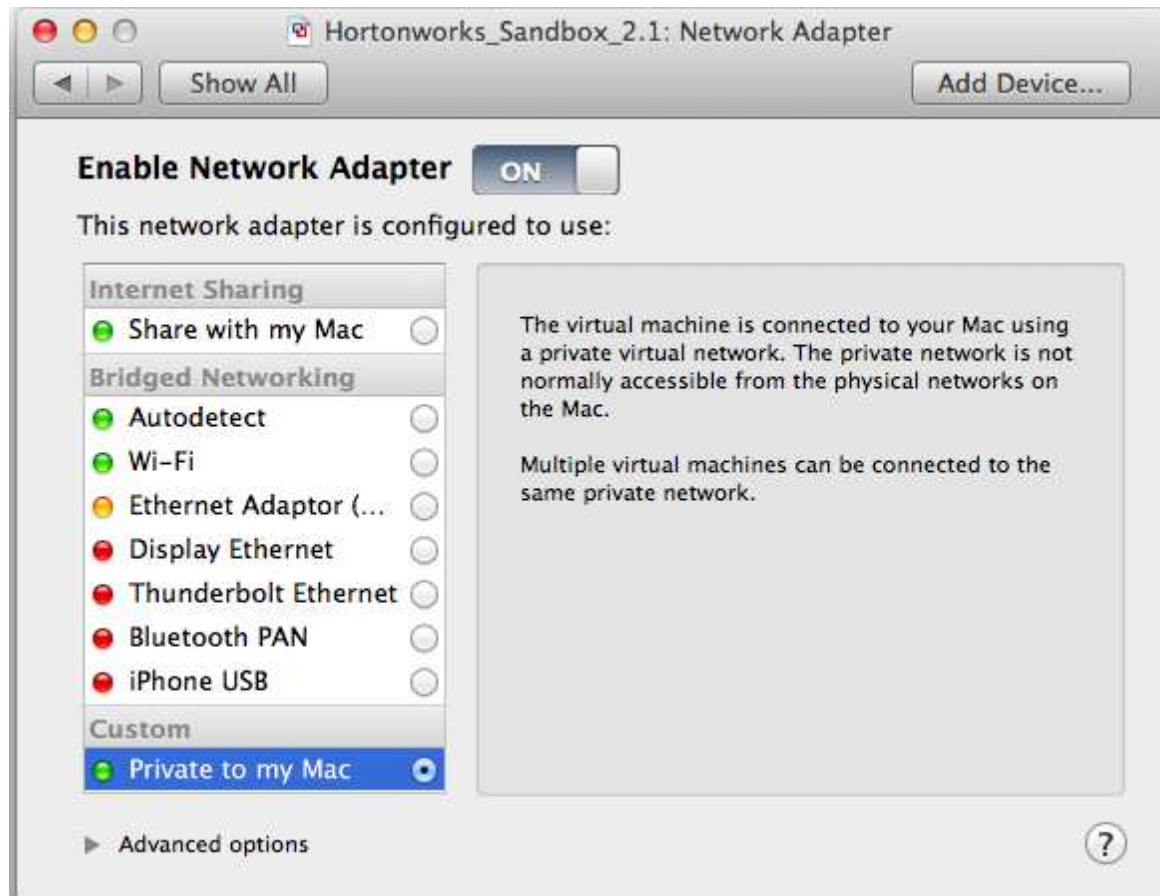 Hortonworks_Sandbox_2.1: Network Adapter
Show All
Add Device...
Enable Network Adapter
ON
This network adapter is configured to use:
Internet Sharing
Share with my Mac
Bridged Networking
Autodetect
Wi-Fi
Ethernet Adaptor (...
Display Ethernet
Thunderbolt Ethernet
Bluetooth PAN
iPhone USB
Custom
Private to my Mac
The virtual machine is connected to your Mac using
a private virtual network. The private network is not
normally accessible from the physical networks on
the Mac.
Multiple virtual machines can be connected to the
same private network.
Advanced options
?